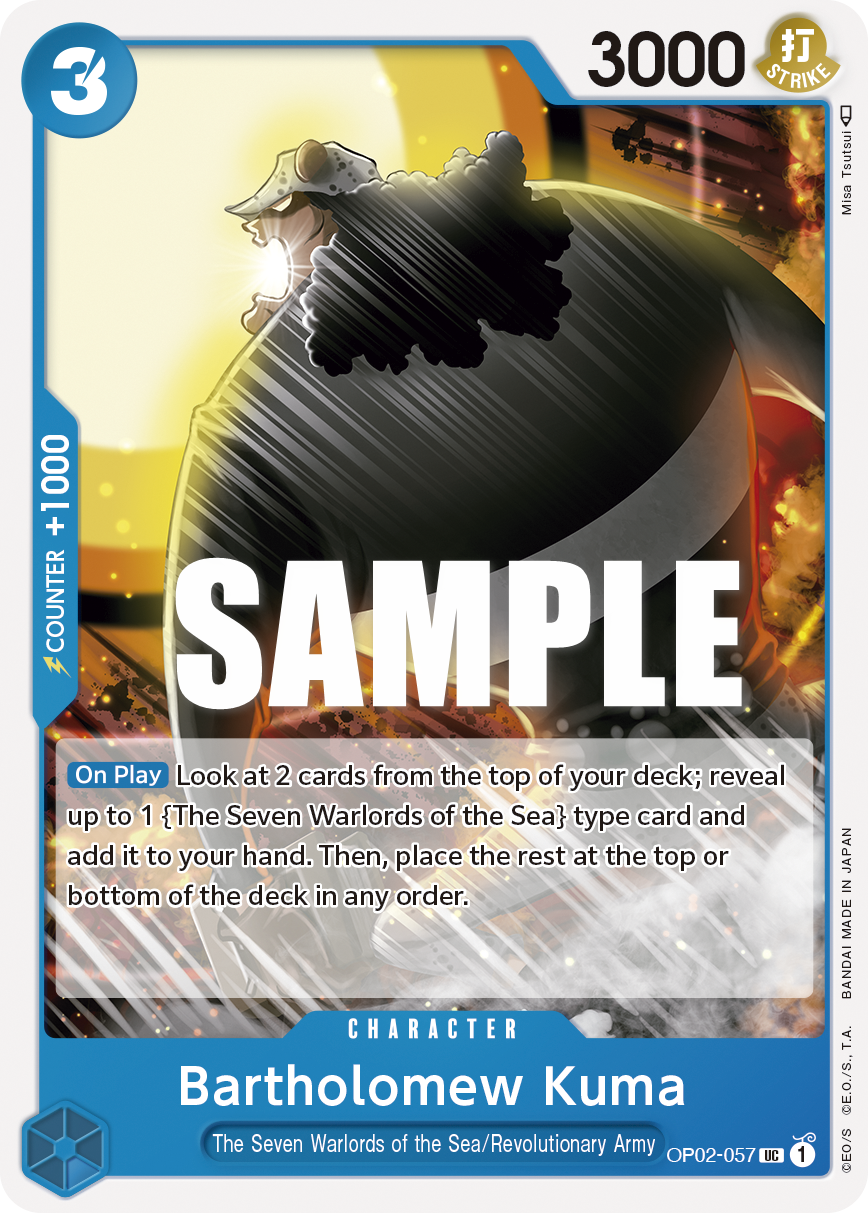 3
3000
打
STRIKE
Misa Tsutsui
COUNTER +1000
SAMPLE
On Play Look at 2 cards from the top of your deck; reveal
up to 1 {The Seven Warlords of the Sea} type card and
add it to your hand. Then, place the rest at the top or
bottom of the deck in any order.
CHARACTER
Bartholomew Kuma
The Seven Warlords of the Sea/Revolutionary Army
OP02-057 UC 1
©EO/S ©E.O./S., T.A. BANDAI MADE IN JAPAN